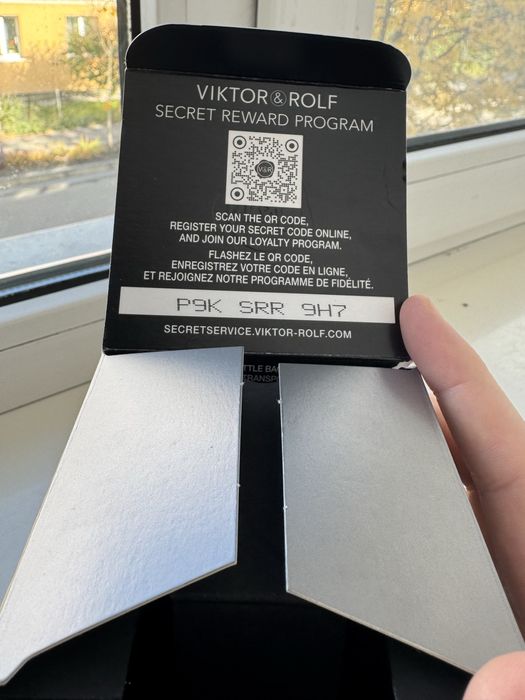 VIKTOR&ROLF
SECRET REWARD PROGRAM
V&R
SCAN THE QR CODE,
REGISTER YOUR SECRET CODE ONLINE,
AND JOIN OUR LOYALTY PROGRAM.
FLASHEZ LE QR CODE,
ENREGISTREZ VOTRE CODE EN LIGNE,
ET REJOIGNEZ NOTRE PROGRAMME DE FIDÉLITÉ.
P9K SRR 9H7
SECRETSERVICE.VIKTOR-ROLF.COM